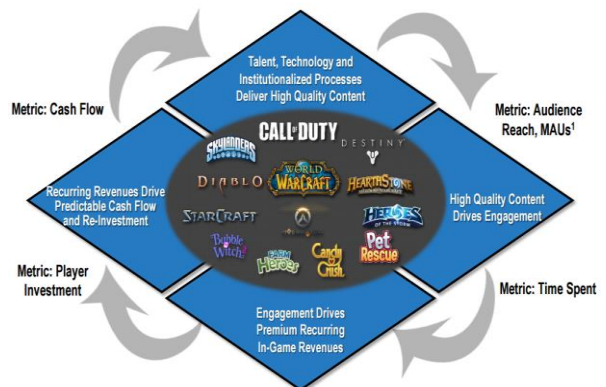 Talent, Technology and
Institutionalized Processes
Deliver High Quality Content
Metric: Cash Flow
Metric: Audience
Reach, MAUs¹
SKYLANDERS
CALL OF DUTY
DESTINY
DIABLO
WORLD
OF
WARCRAFT
HEARTHSTONE
STARCRAFT
HEROES
OF THE STORM
Bubble
Witch 2
FARM
Heroes
Candy
Crush
Pet
Rescue
Recurring Revenues Drive
Predictable Cash Flow
and Re-Investment
High Quality Content
Drives Engagement
Metric: Player
Investment
Metric: Time Spent
Engagement Drives
Premium Recurring
In-Game Revenues